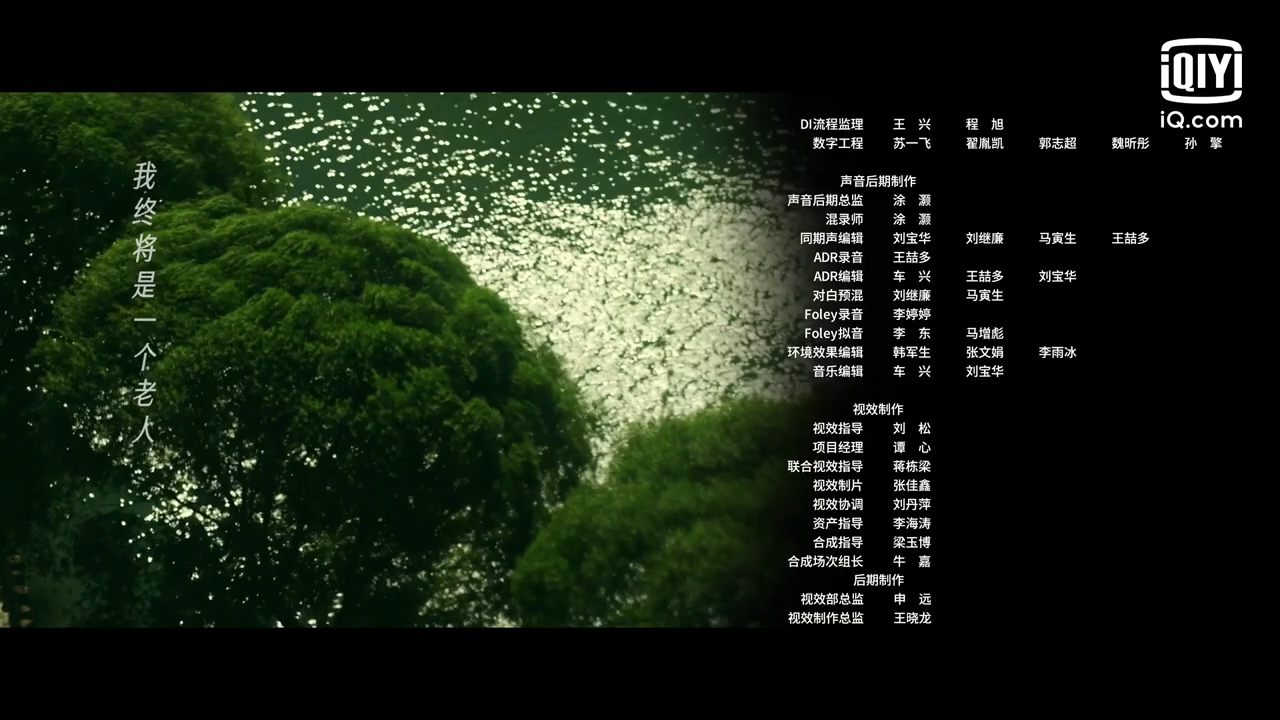 iQIYI
iQ.com
我终将是一个老人
DI流程监理 王 兴 程 旭
数字工程 苏一飞 翟胤凯 郭志超 魏昕彤 孙 擎
声音后期制作
声音后期总监 涂 灏
混录师 涂 灏
同期声编辑 刘宝华 刘继廉 马寅生 王喆多
ADR录音 王喆多
ADR编辑 车 兴 王喆多 刘宝华
对白预混 刘继廉 马寅生
Foley录音 李婷婷
Foley拟音 李 东 马增彪
环境效果编辑 韩军生 张文娟 李雨冰
音乐编辑 车 兴 刘宝华
视效制作
视效指导 刘 松
项目经理 谭 心
联合视效指导 蒋栋梁
视效制片 张佳鑫
视效协调 刘丹萍
资产指导 李海涛
合成指导 梁玉博
合成场次组长 牛 嘉
后期制作
视效部总监 申 远
视效制作总监 王晓龙